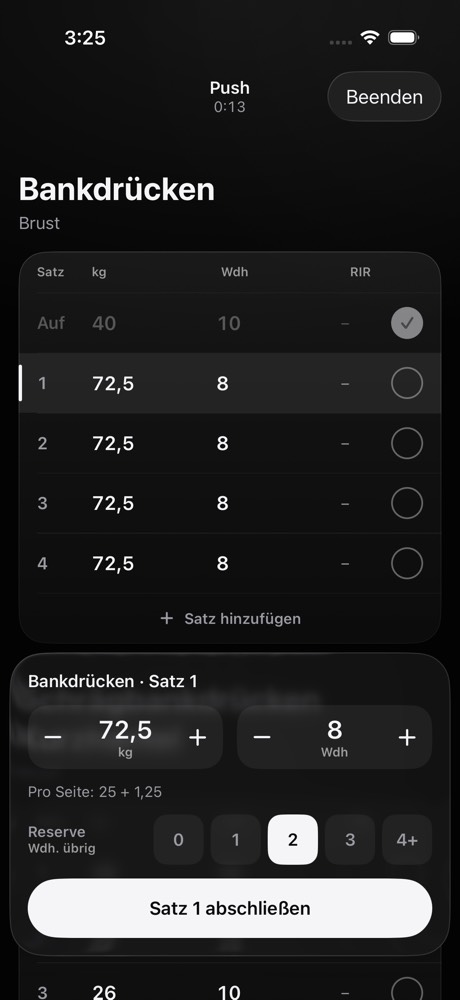 3:25
Push
0:13
Beenden
Bankdrücken
Brust
Satz kg Wdh RIR
Auf 40 10 –
1 72,5 8 –
2 72,5 8 –
3 72,5 8 –
4 72,5 8 –
+ Satz hinzufügen
Bankdrücken · Satz 1
− 72,5 + − 8 +
kg Wdh
Pro Seite: 25 + 1,25
Reserve
Wdh. übrig
0 1 2 3 4+
Satz 1 abschließen
3 26 10 –